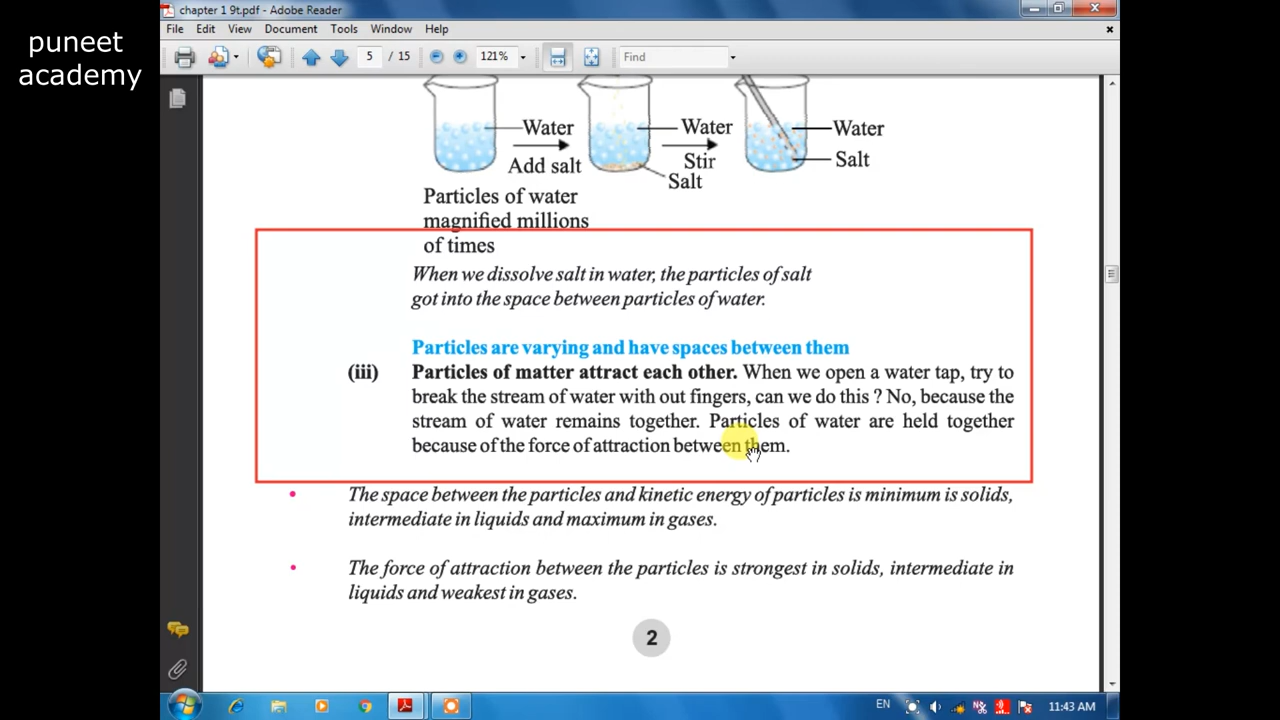 puneet
academy
chapter 1 9t.pdf - Adobe Reader
File Edit View Document Tools Window Help
5 / 15 121% Find
Water
Add salt
Water
Stir
Salt
Water
Salt
Particles of water
magnified millions
of times
When we dissolve salt in water, the particles of salt
got into the space between particles of water.
Particles are varying and have spaces between them
(iii) Particles of matter attract each other. When we open a water tap, try to
break the stream of water with out fingers, can we do this ? No, because the
stream of water remains together. Particles of water are held together
because of the force of attraction between them.
• The space between the particles and kinetic energy of particles is minimum is solids,
intermediate in liquids and maximum in gases.
• The force of attraction between the particles is strongest in solids, intermediate in
liquids and weakest in gases.
2
EN 11:43 AM